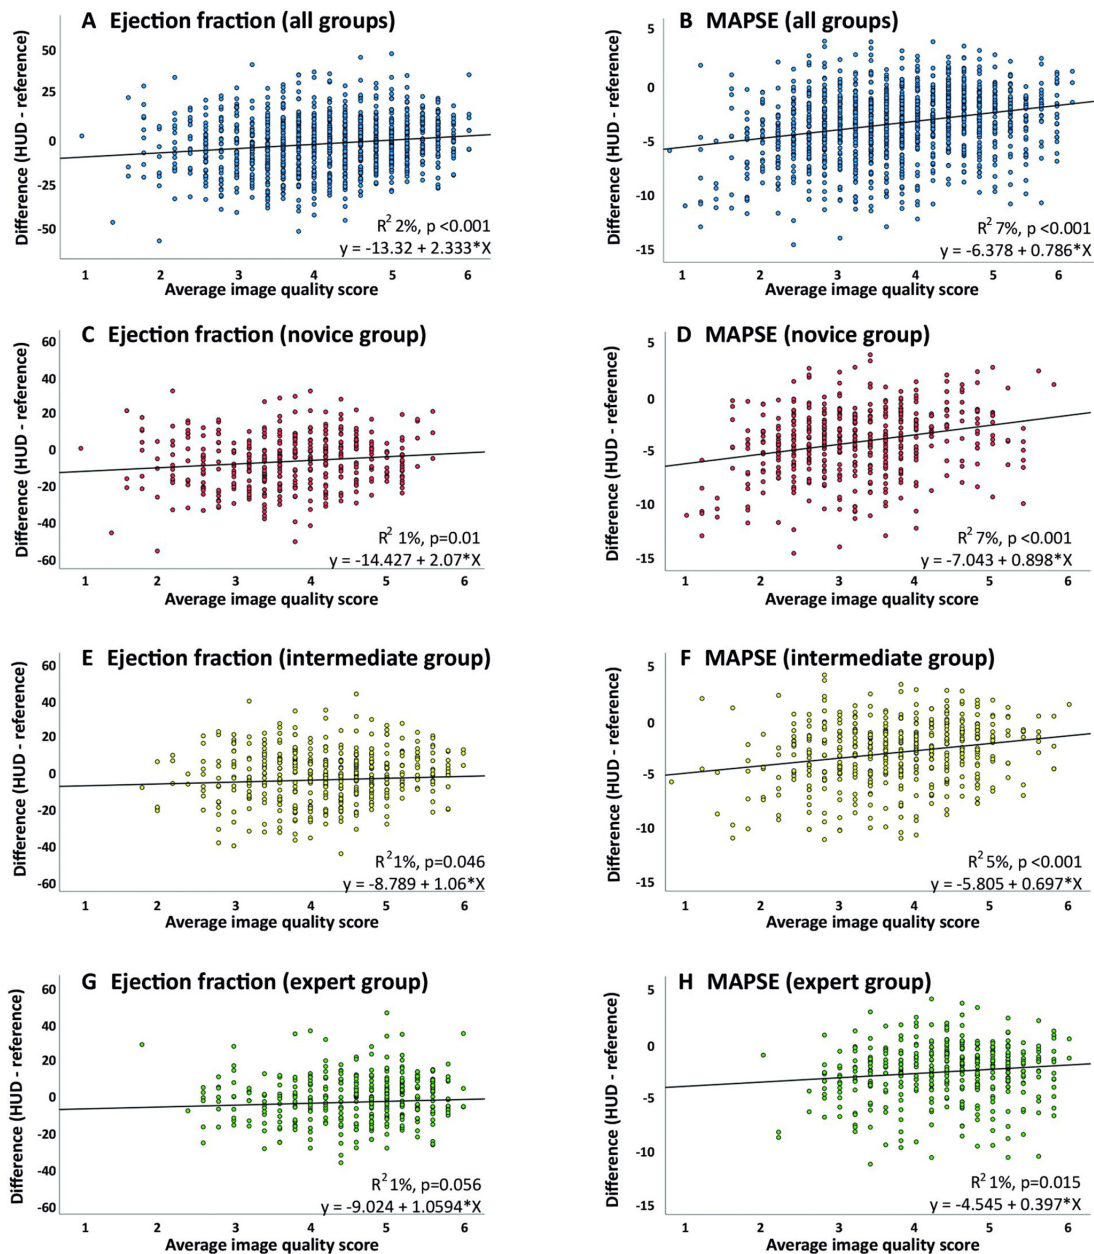 A Ejection fraction (all groups)
Difference (HUD - reference)
50
25
0
-25
-50
R² 2%, p <0.001
y = -13.32 + 2.333*X
1 2 3 4 5 6
Average image quality score
B MAPSE (all groups)
Difference (HUD - reference)
5
0
-5
-10
-15
R² 7%, p <0.001
y = -6.378 + 0.786*X
1 2 3 4 5 6
Average image quality score
C Ejection fraction (novice group)
Difference (HUD - reference)
60
40
20
0
-20
-40
-60
R² 1%, p=0.01
y = -14.427 + 2.07*X
1 2 3 4 5 6
Average image quality score
D MAPSE (novice group)
Difference (HUD - reference)
5
0
-5
-10
-15
R² 7%, p <0.001
y = -7.043 + 0.898*X
1 2 3 4 5 6
Average image quality score
E Ejection fraction (intermediate group)
Difference (HUD - reference)
60
40
20
0
-20
-40
-60
R² 1%, p=0.046
y = -8.789 + 1.06*X
1 2 3 4 5 6
Average image quality score
F MAPSE (intermediate group)
Difference (HUD - reference)
5
0
-5
-10
-15
R² 5%, p <0.001
y = -5.805 + 0.697*X
1 2 3 4 5 6
Average image quality score
G Ejection fraction (expert group)
Difference (HUD - reference)
60
40
20
0
-20
-40
-60
R² 1%, p=0.056
y = -9.024 + 1.0594*X
1 2 3 4 5 6
Average image quality score
H MAPSE (expert group)
Difference (HUD - reference)
5
0
-5
-10
-15
R² 1%, p=0.015
y = -4.545 + 0.397*X
1 2 3 4 5 6
Average image quality score